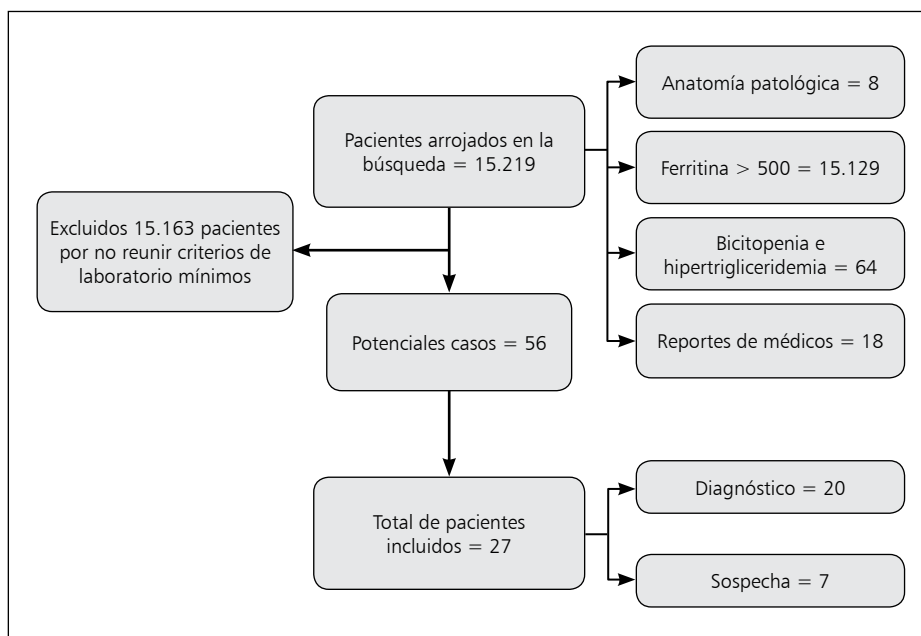 Pacientes arrojados en la
búsqueda = 15.219
Anatomía patológica = 8
Ferritina > 500 = 15.129
Bicitopenia e
hipertrigliceridemia = 64
Reportes de médicos = 18
Excluidos 15.163 pacientes
por no reunir criterios de
laboratorio mínimos
Potenciales casos = 56
Total de pacientes
incluidos = 27
Diagnóstico = 20
Sospecha = 7